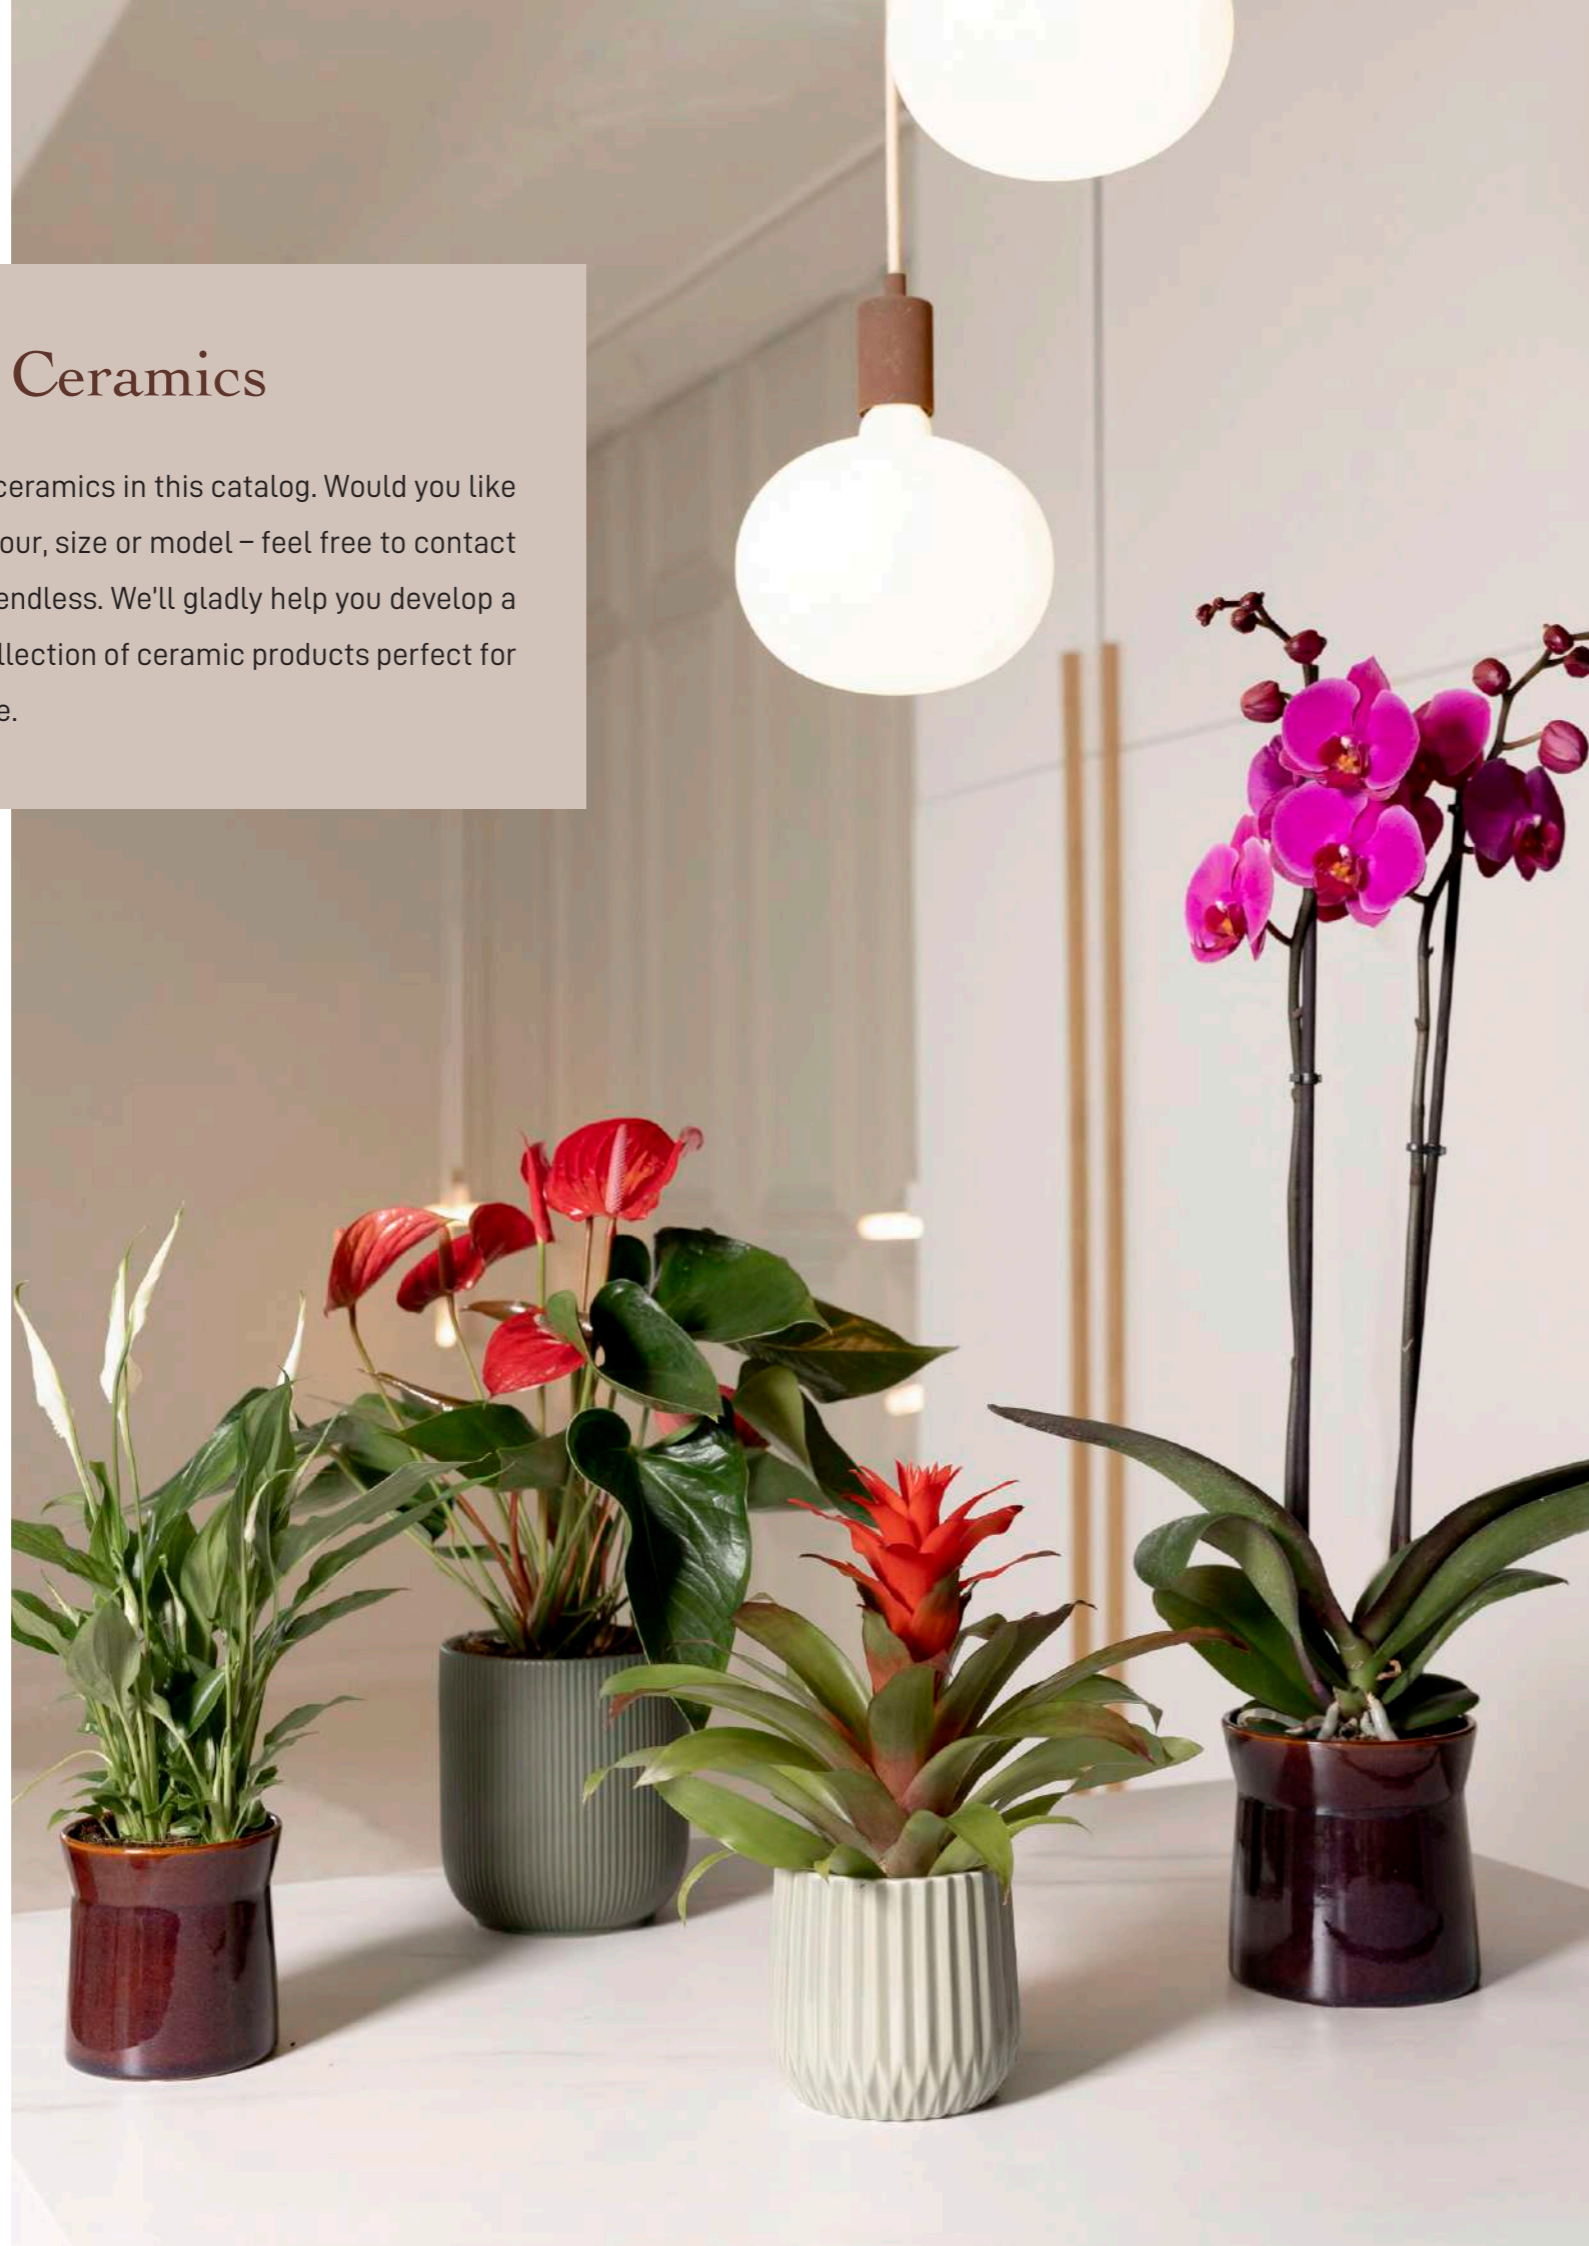 Ceramics
ceramics in this catalog. Would you like
our, size or model – feel free to contact
endless. We'll gladly help you develop a
llection of ceramic products perfect for
e.